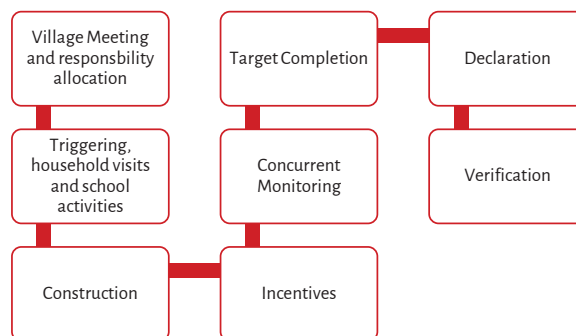 Village Meeting
and responsbility
allocation
Triggering,
household visits
and school
activities
Construction
Incentives
Concurrent
Monitoring
Target Completion
Declaration
Verification